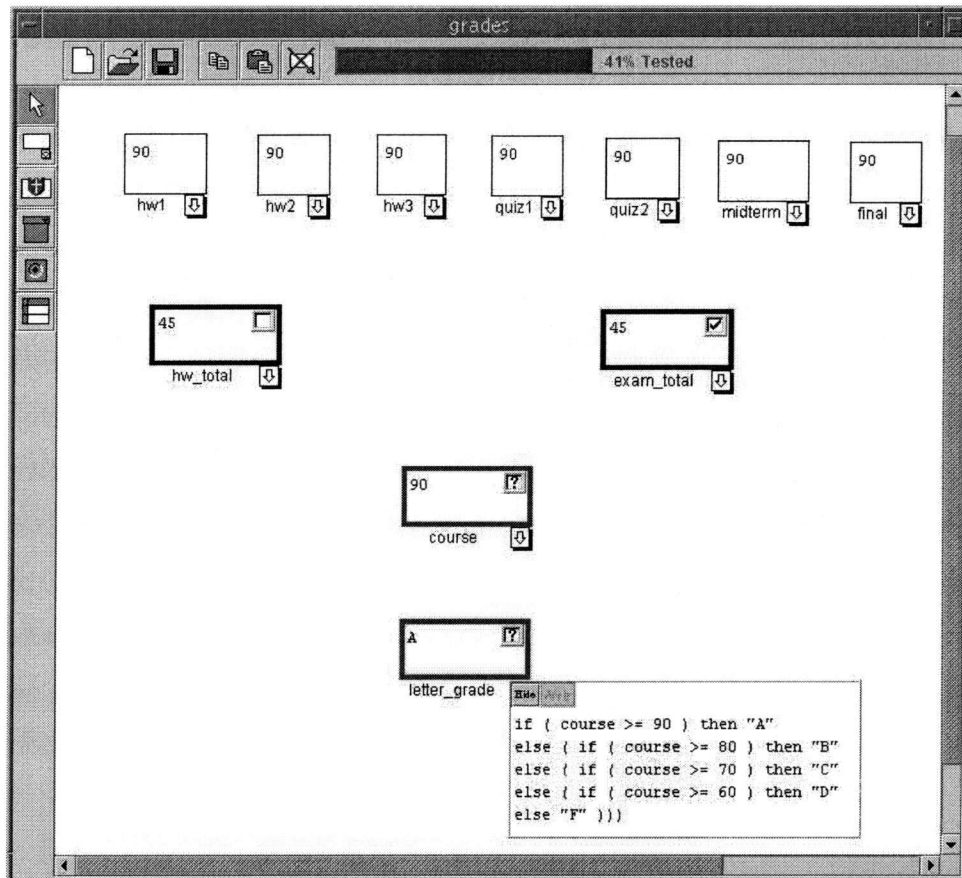 grades
41% Tested
90 90 90 90 90 90 90
hw1 hw2 hw3 quiz1 quiz2 midterm final
45 45
hw_total exam_total
90 ?
course
A ?
letter_grade
Hide
if ( course >= 90 ) then "A"
else ( if ( course >= 80 ) then "B"
else ( if ( course >= 70 ) then "C"
else ( if ( course >= 60 ) then "D"
else "F" )))